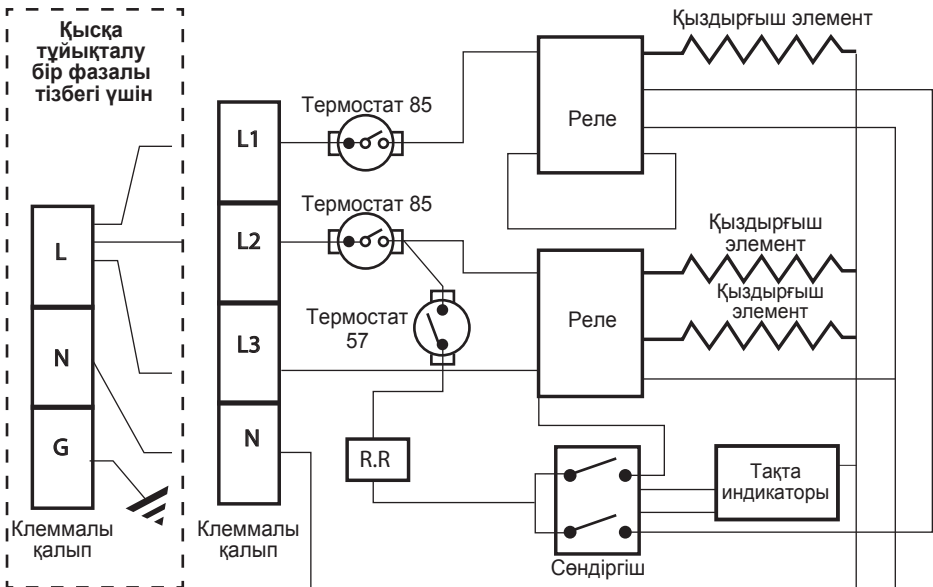 Қысқа
тұйықталу
бір фазалы
тізбегі үшін
L
N
G
Клеммалы
қалып
L1
L2
L3
N
Клеммалы
қалып
Термостат 85
Термостат 85
Термостат
57
R.R
Реле
Реле
Қыздырғыш элемент
Қыздырғыш
элемент
Қыздырғыш
элемент
Тақта
индикаторы
Сөндіргіш